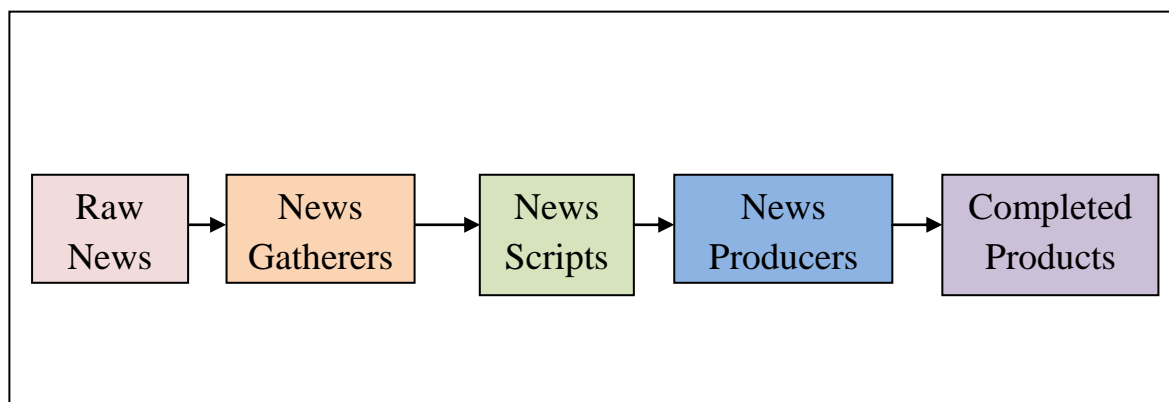 Raw
News
News
Gatherers
News
Scripts
News
Producers
Completed
Products